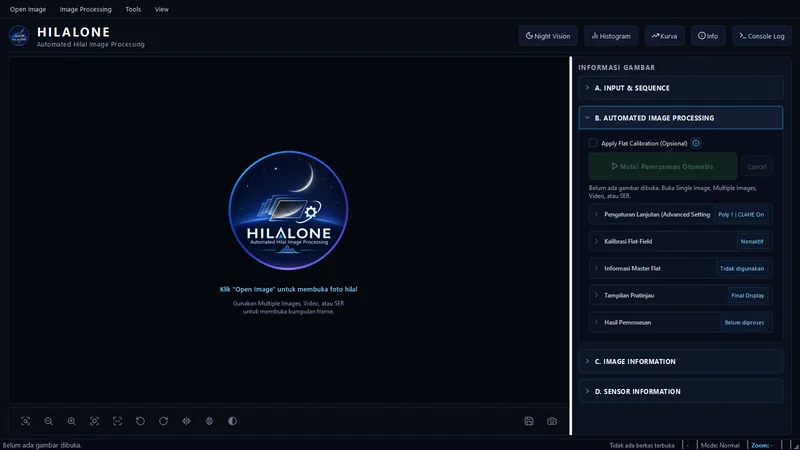 Open Image Image Processing Tools View
HILALONE
Automated Hilal Image Processing
Night Vision Histogram Kurva Info Console Log
HILALONE
Automated Hilal Image Processing
Klik "Open Image" untuk membuka foto hilal
Gunakan Multiple Images, Video, atau SER
untuk membuka kumpulan frame.
INFORMASI GAMBAR
A. INPUT & SEQUENCE
B. AUTOMATED IMAGE PROCESSING
Apply Flat Calibration (Opsional)
Mulai Pemrosesan Otomatis Cancel
Belum ada gambar dibuka. Buka Single Image, Multiple Images,
Video, atau SER.
Pengaturan Lanjutan (Advanced Setting Poly 1 | CLAHE On
Kalibrasi Flat-Field Nonaktif
Informasi Master Flat Tidak digunakan
Tampilan Pratinjau Final Display
Hasil Pemrosesan Belum diproses
C. IMAGE INFORMATION
D. SENSOR INFORMATION
Belum ada gambar dibuka. Tidak ada berkas terbuka - Mode: Normal Zoom: -